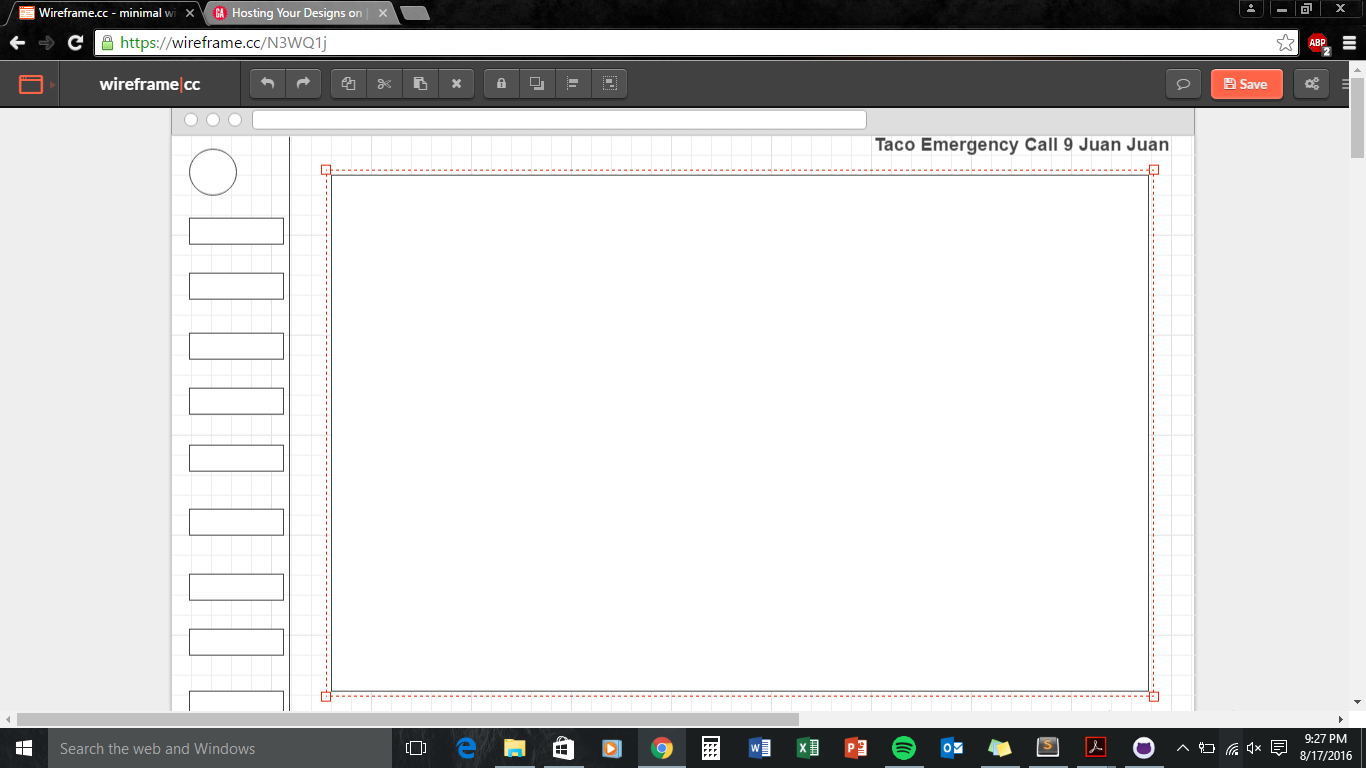 Wireframe.cc - minimal wi
Hosting Your Designs on
https://wireframe.cc/N3WQ1j
ABP
2
wireframe|cc
Save
Taco Emergency Call 9 Juan Juan
Search the web and Windows
9:27 PM
8/17/2016